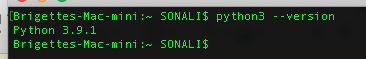 [Brigettes-Mac-mini:~ SONALI$ python3 --version
Python 3.9.1
Brigettes-Mac-mini:~ SONALI$